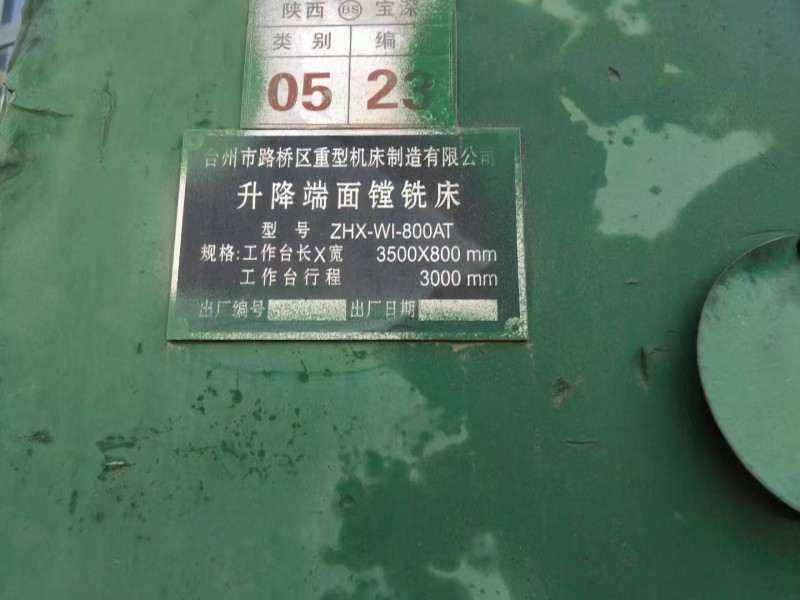 陕西 BS 宝深
类别 编
05 23
台州市路桥区重型机床制造有限公司
升降端面镗铣床
型号 ZHX-WI-800AT
规格:工作台长X宽 3500X800 mm
工作台行程 3000 mm
出厂编号 出厂日期